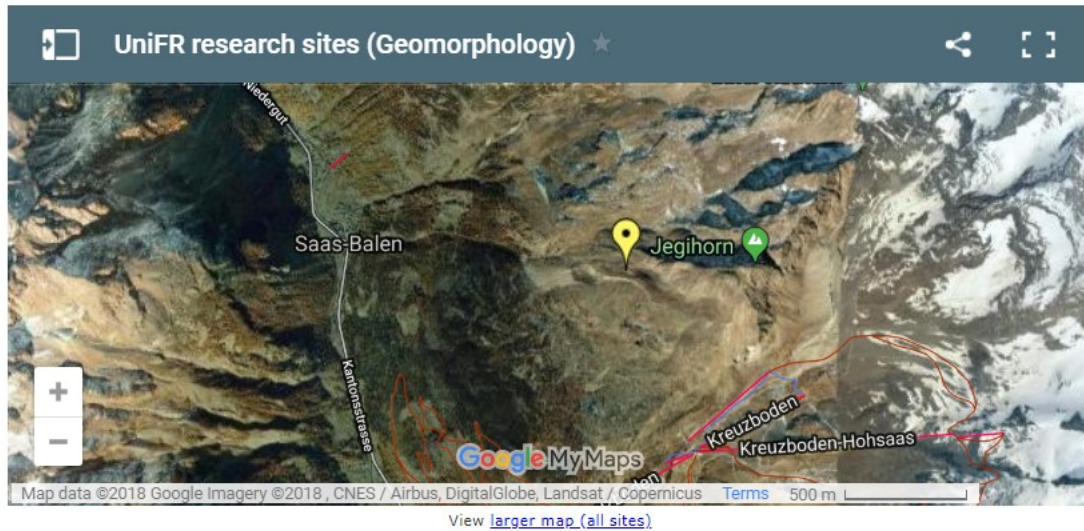 UniFR research sites (Geomorphology)
Niedergut
Saas-Balen
Jegihorn
Kantonsstrasse
Kreuzboden
Kreuzboden-Hohsaas
Google My Maps
Map data ©2018 Google Imagery ©2018 , CNES / Airbus, DigitalGlobe, Landsat / Copernicus Terms 500 m
View larger map (all sites)